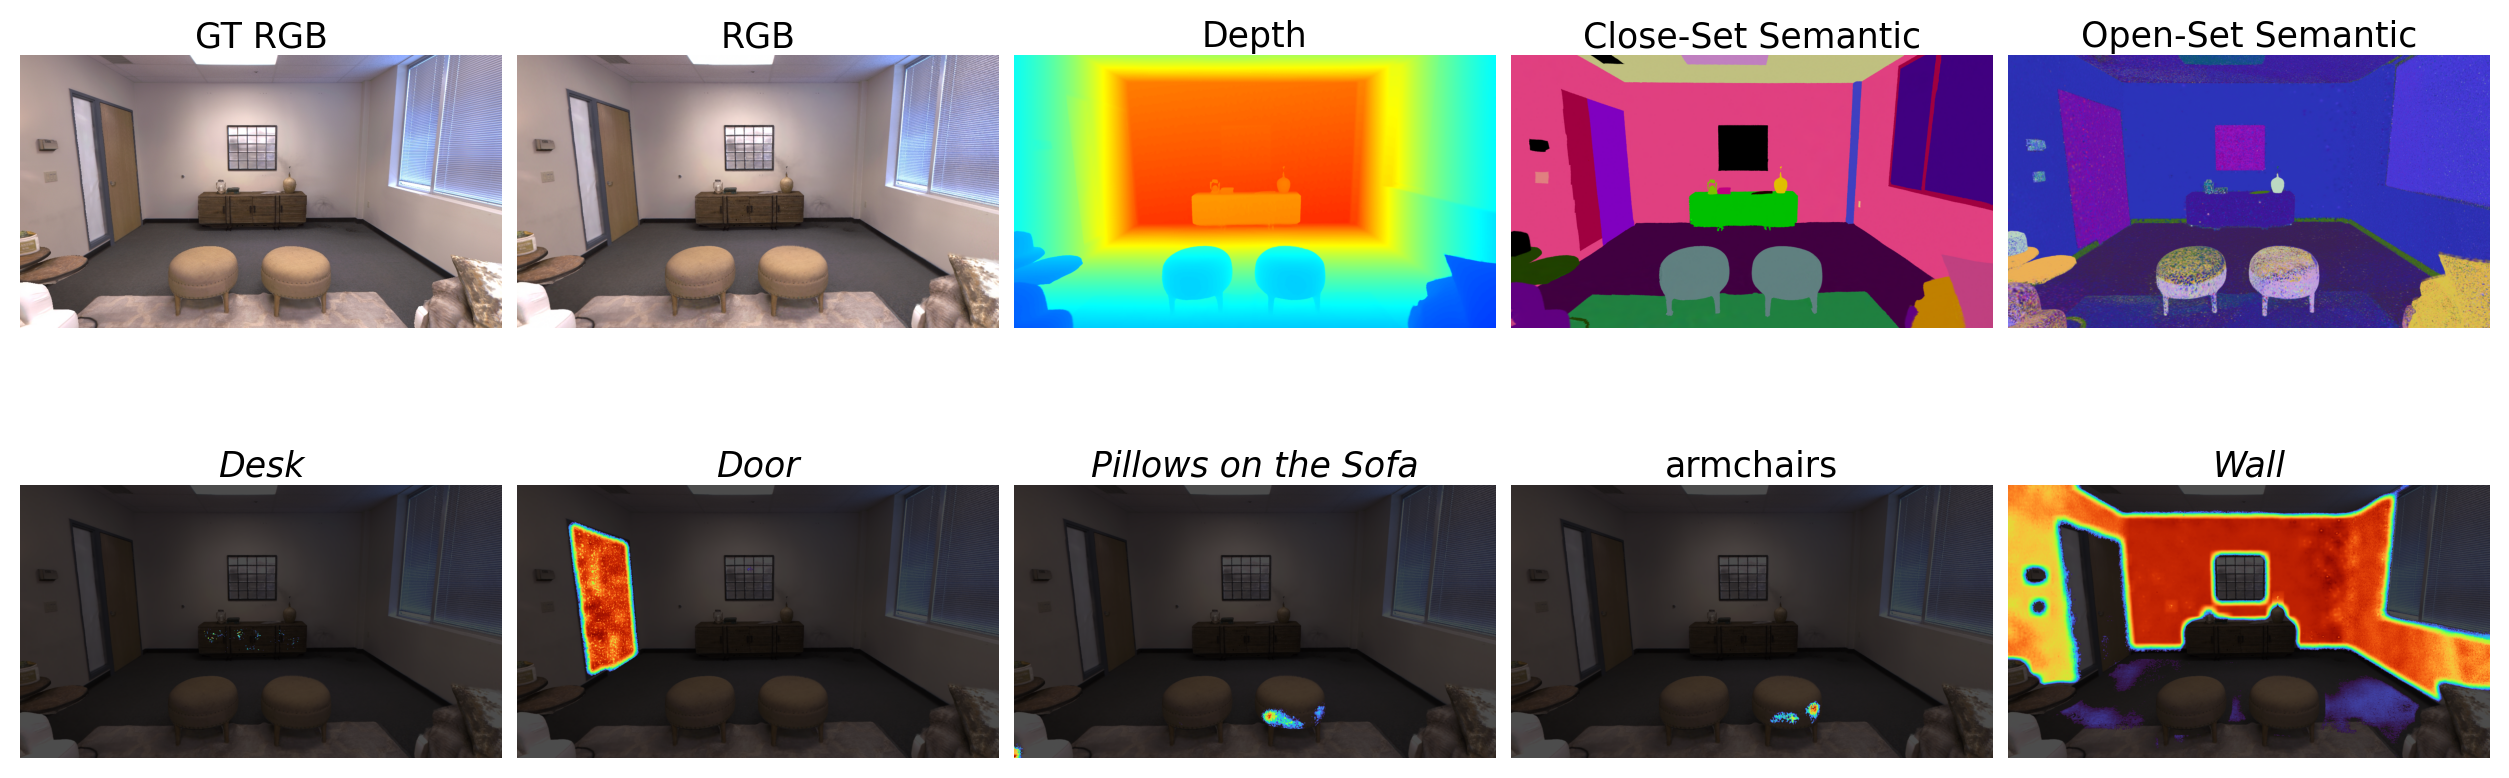 GT RGB
RGB
Depth
Close-Set Semantic
Open-Set Semantic
Desk
Door
Pillows on the Sofa
armchairs
Wall